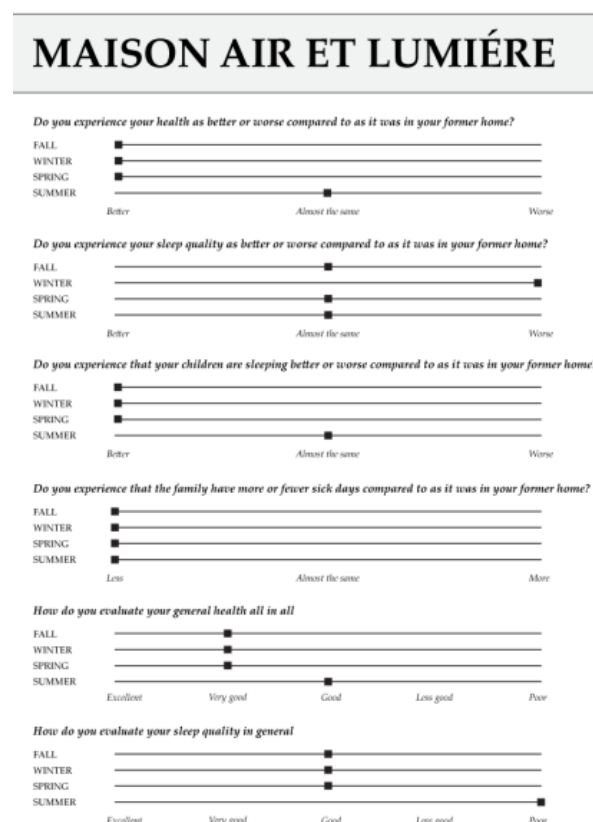 MAISON AIR ET LUMIÉRE
Do you experience your health as better or worse compared to as it was in your former home?
FALL
WINTER
SPRING
SUMMER
Better Almost the same Worse
Do you experience your sleep quality as better or worse compared to as it was in your former home?
FALL
WINTER
SPRING
SUMMER
Better Almost the same Worse
Do you experience that your children are sleeping better or worse compared to as it was in your former home
FALL
WINTER
SPRING
SUMMER
Better Almost the same Worse
Do you experience that the family have more or fewer sick days compared to as it was in your former home?
FALL
WINTER
SPRING
SUMMER
Less Almost the same More
How do you evaluate your general health all in all
FALL
WINTER
SPRING
SUMMER
Excellent Very good Good Less good Poor
How do you evaluate your sleep quality in general
FALL
WINTER
SPRING
SUMMER
Excellent Very good Good Less good Poor